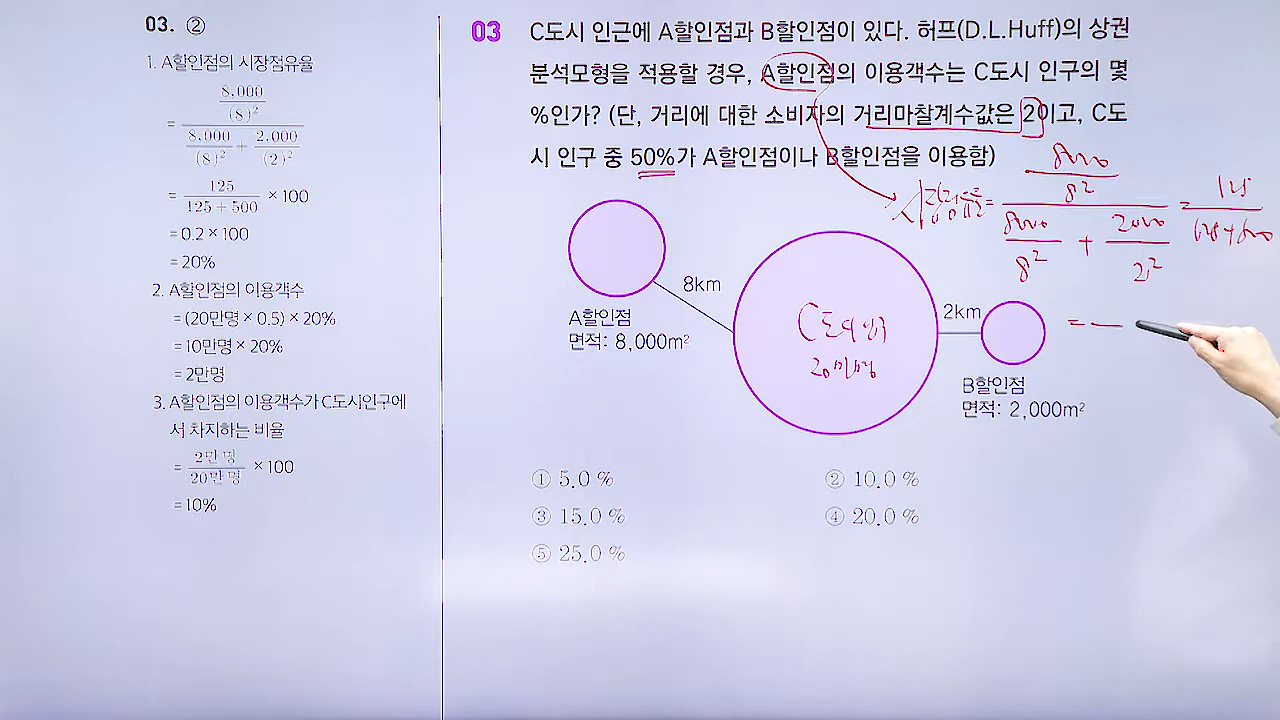 03. ②
1. A할인점의 시장점유율
= 8,000/(8)² / 8,000/(8)² + 2,000/(2)²
= 125/125+500 × 100
= 0.2 × 100
= 20%
2. A할인점의 이용객수
= (20만명 × 0.5) × 20%
= 10만명 × 20%
= 2만명
3. A할인점의 이용객수가 C도시인구에
서 차지하는 비율
= 2만 명/20만 명 × 100
= 10%
03 C도시 인근에 A할인점과 B할인점이 있다. 허프(D.L.Huff)의 상권
분석모형을 적용할 경우, A할인점의 이용객수는 C도시 인구의 몇
%인가? (단, 거리에 대한 소비자의 거리마찰계수값은 2이고, C도
시 인구 중 50%가 A할인점이나 B할인점을 이용함)
= 8000/8² / 8000/8² + 2000/2² = 125
= —
8km
2km
A할인점
면적: 8,000m²
C도시인구
20만명
B할인점
면적: 2,000m²
① 5.0 %
② 10.0 %
③ 15.0 %
④ 20.0 %
⑤ 25.0 %